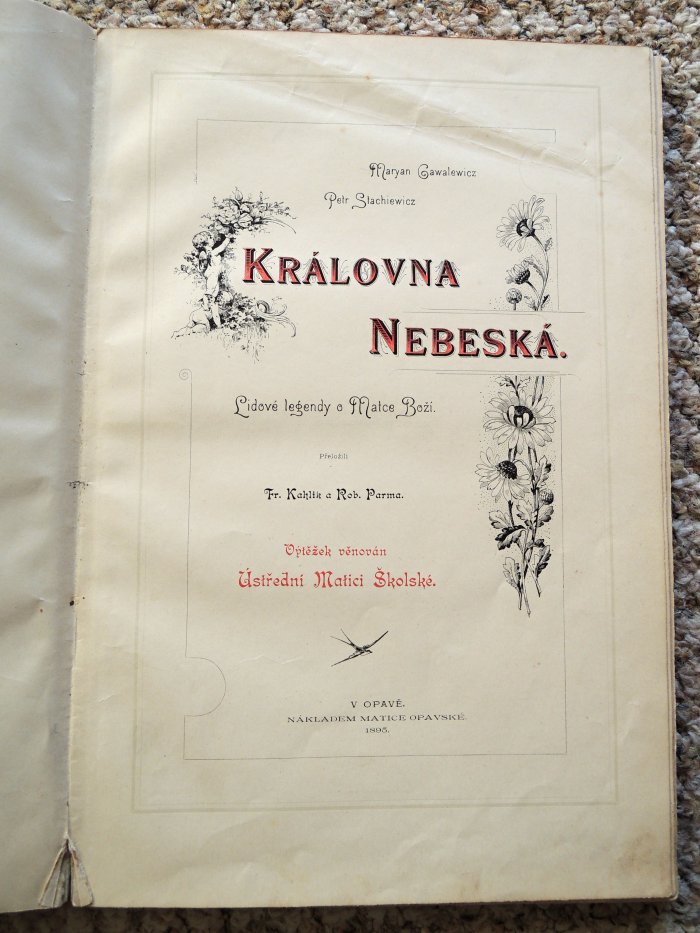 Maryan Gawalewicz
Petr Stachiewicz
KRÁLOVNA
NEBESKÁ.
Lidové legendy o Matce Boží.
Přeložili
Fr. Kahlík a Rob. Parma.
Výtěžek věnován
Ústřední Matici Školské.
V OPAVĚ.
NÁKLADEM MATICE OPAVSKÉ.
1895.